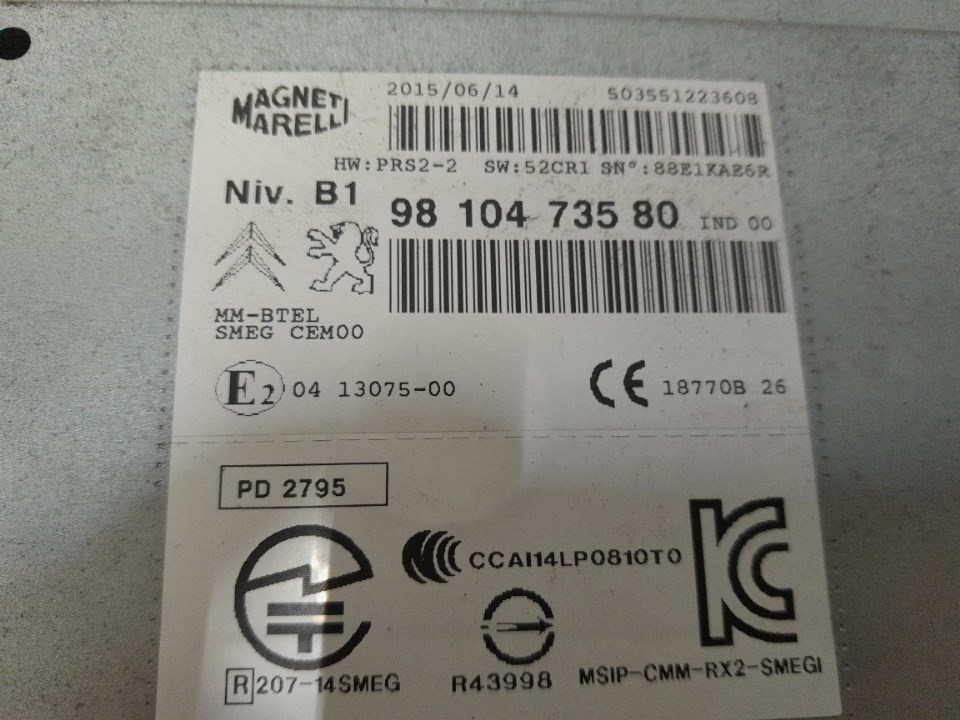 MAGNETI
MARELLI
2015/06/14 503551223608
HW:PRS2-2 SW:52CR1 SN°:88E1KAE6R
Niv. B1
98 104 735 80 IND 00
MM-BTEL
SMEG CEM00
E2 04 13075-00
CE 18770B 26
PD 2795
CCAI14LP0810T0
R 207-14SMEG
R43998
MSIP-CMM-RX2-SMEGI